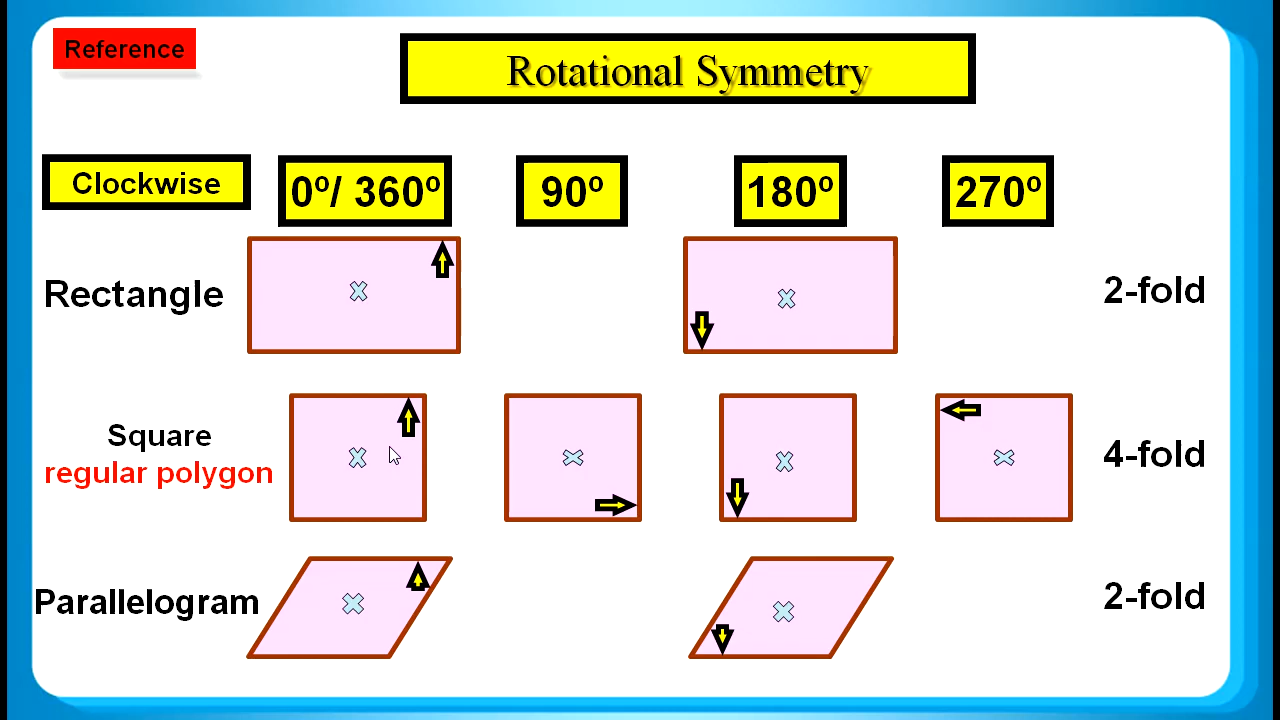 Reference
Rotational Symmetry
Clockwise
0º/ 360º
90º
180º
270º
Rectangle
2-fold
Square
regular polygon
4-fold
Parallelogram
2-fold